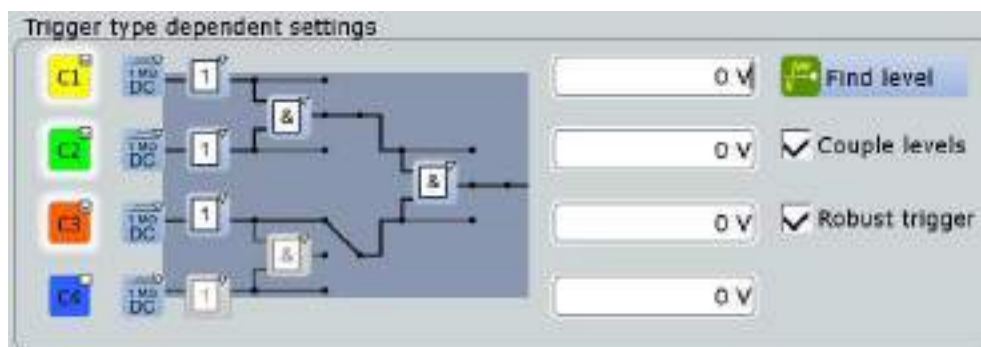 Trigger type dependent settings
C1 1 MΩ DC 1 0 V Find level
&
C2 1 MΩ DC 1 0 V Couple levels
&
C3 1 MΩ DC 1 0 V Robust trigger
&
C4 1 MΩ DC 1 0 V